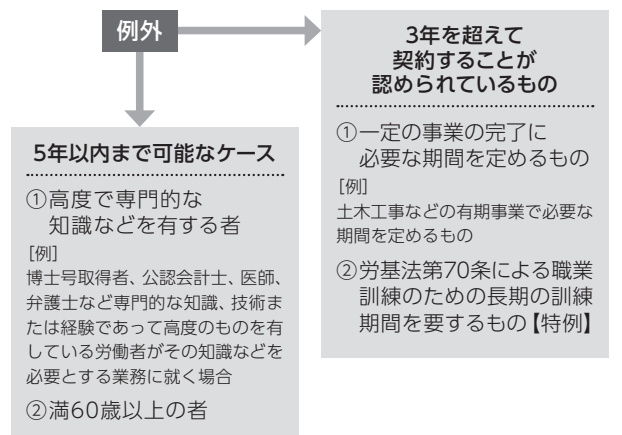 例外
3年を超えて
契約することが
認められているもの
①一定の事業の完了に
必要な期間を定めるもの
［例］
土木工事などの有期事業で必要な
期間を定めるもの
②労基法第70条による職業
訓練のための長期の訓練
期間を要するもの【特例】
5年以内まで可能なケース
①高度で専門的な
知識などを有する者
［例］
博士号取得者、公認会計士、医師、
弁護士など専門的な知識、技術ま
たは経験であって高度のものを有
している労働者がその知識などを
必要とする業務に就く場合
②満60歳以上の者